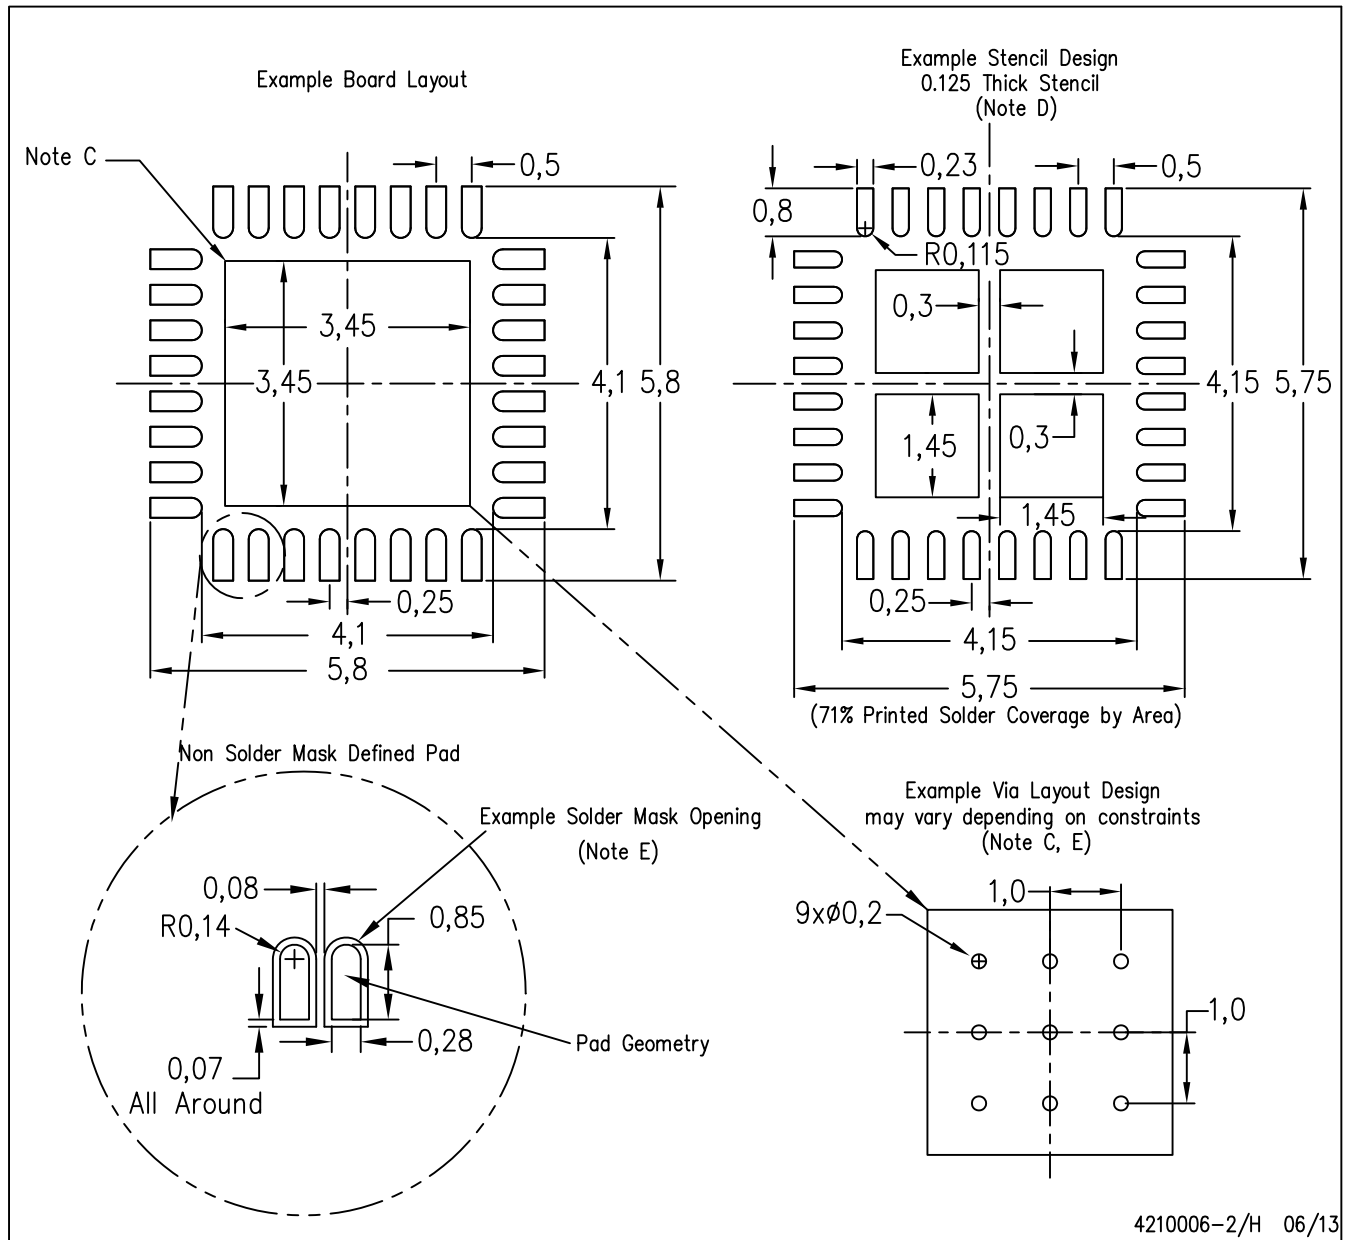 Example Board Layout
Example Stencil Design
0.125 Thick Stencil
(Note D)
Note C
0,5
3,45
3,45
4,1
5,8
0,25
4,1
5,8
0,23
0,5
0,8
R0,115
0,3
4,15
5,75
1,45
0,3
1,45
0,25
4,15
5,75
(71% Printed Solder Coverage by Area)
Non Solder Mask Defined Pad
Example Solder Mask Opening
(Note E)
0,08
R0,14
0,85
0,28
Pad Geometry
0,07
All Around
Example Via Layout Design
may vary depending on constraints
(Note C, E)
1,0
9xø0,2
1,0
4210006-2/H 06/13